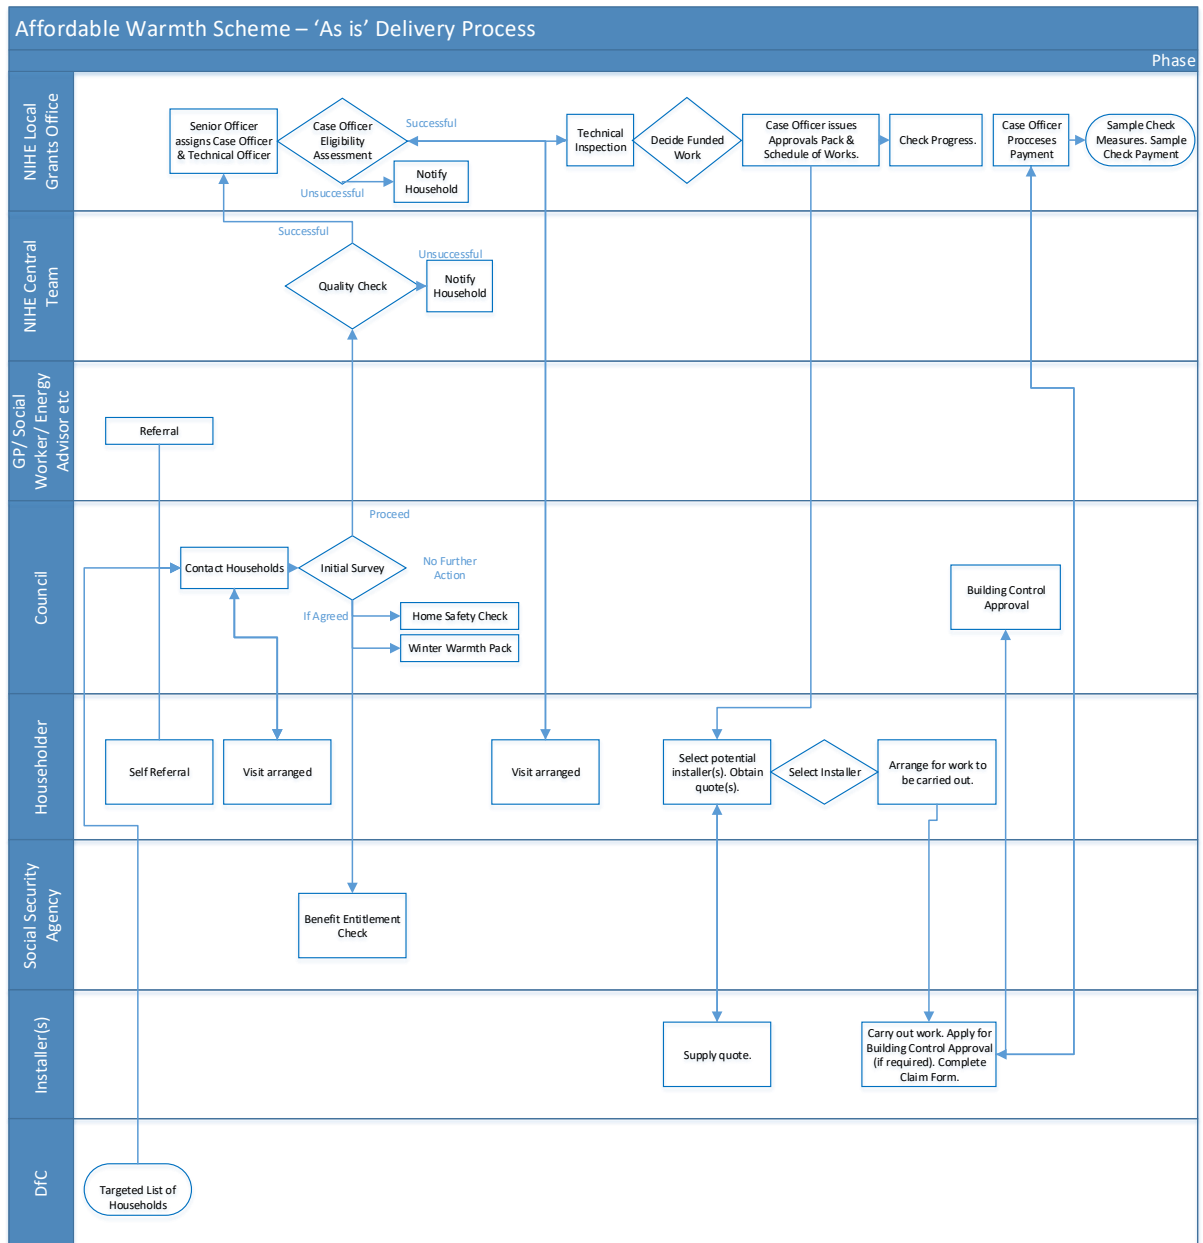 Affordable Warmth Scheme – ‘As is’ Delivery Process
Phase
NIHE Local
Grants Office
Senior Officer
assigns Case Officer
& Technical Officer
Case Officer
Eligibility
Assessment
Successful
Unsuccessful
Notify
Household
Technical
Inspection
Decide Funded
Work
Case Officer issues
Approvals Pack &
Schedule of Works.
Check Progress.
Case Officer
Procceses
Payment
Sample Check
Measures. Sample
Check Payment
NIHE Central
Team
Successful
Quality Check
Unsuccessful
Notify
Household
GP/ Social
Worker/ Energy
Advisor etc
Referral
Council
Proceed
Contact Households
Initial Survey
No Further
Action
If Agreed
Home Safety Check
Winter Warmth Pack
Building Control
Approval
Householder
Self Referral
Visit arranged
Visit arranged
Select potential
installer(s). Obtain
quote(s).
Select Installer
Arrange for work to
be carried out.
Social Security
Agency
Benefit Entitlement
Check
Installer(s)
Supply quote.
Carry out work. Apply for
Building Control Approval
(if required). Complete
Claim Form.
DfC
Targeted List of
Households